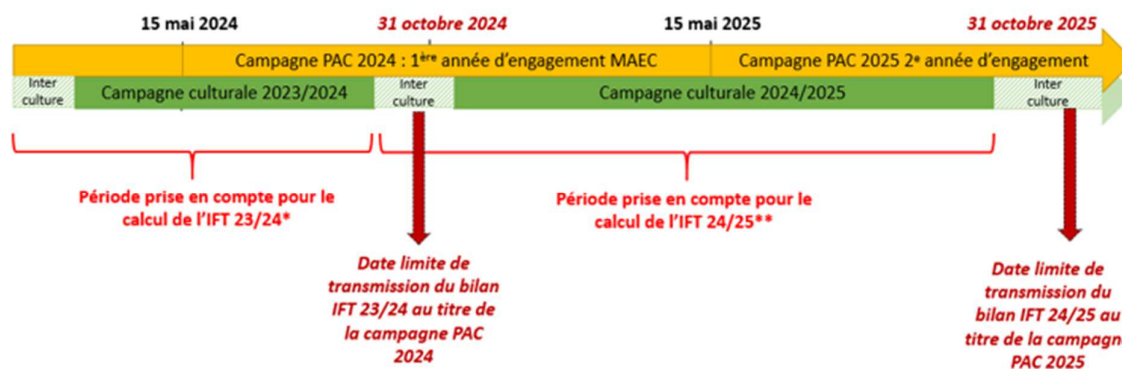 15 mai 2024
31 octobre 2024
15 mai 2025
31 octobre 2025
Campagne PAC 2024 : 1ère année d'engagement MAEC
Campagne PAC 2025 2e année d'engagement
Inter
culture
Campagne culturale 2023/2024
Inter
culture
Campagne culturale 2024/2025
Inter
culture
Période prise en compte pour le
calcul de l'IFT 23/24*
Période prise en compte pour le
calcul de l'IFT 24/25**
Date limite de
transmission du bilan
IFT 23/24 au titre de
la campagne PAC
2024
Date limite de
transmission du
bilan IFT 24/25 au
titre de la campagn
PAC 2025